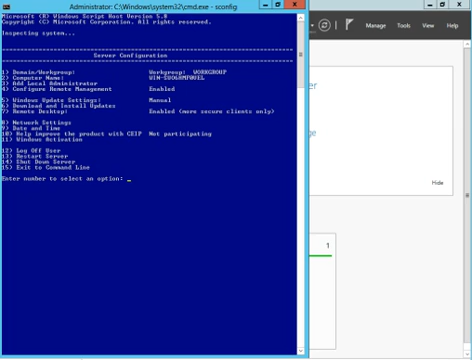 Administrator: C:\Windows\system32\cmd.exe - sconfig
Microsoft (R) Windows Script Host Version 5.8
Copyright (C) Microsoft Corporation. All rights reserved.
Inspecting system...
===============================================================================
Server Configuration
===============================================================================
1) Domain/Workgroup: Workgroup: WORKGROUP
2) Computer Name:
3) Add Local Administrator
4) Configure Remote Management Enabled
5) Windows Update Settings: Manual
6) Download and Install Updates
7) Remote Desktop: Enabled (more secure clients only)
8) Network Settings
9) Date and Time
10) Help improve the product with CEIP Not participating
11) Windows Activation
12) Log Off User
13) Restart Server
14) Shut Down Server
15) Exit to Command Line
Enter number to select an option: _
Manage Tools View Help
Hide
1